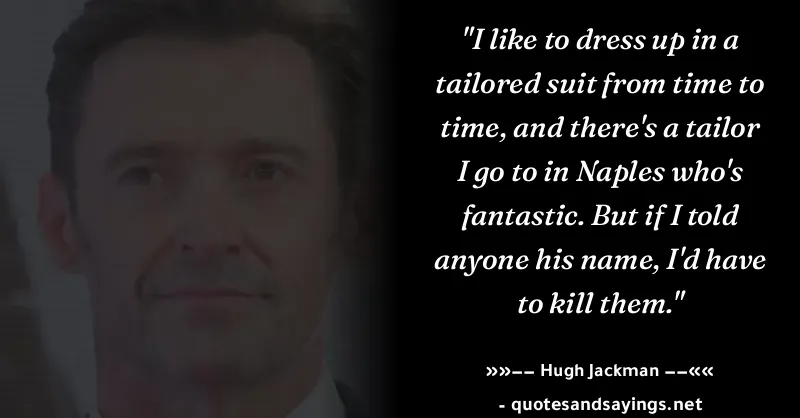 "I like to dress up in a
tailored suit from time to
time, and there's a tailor
I go to in Naples who's
fantastic. But if I told
anyone his name, I'd have
to kill them."
»»−− Hugh Jackman −−««
- quotesandsayings.net